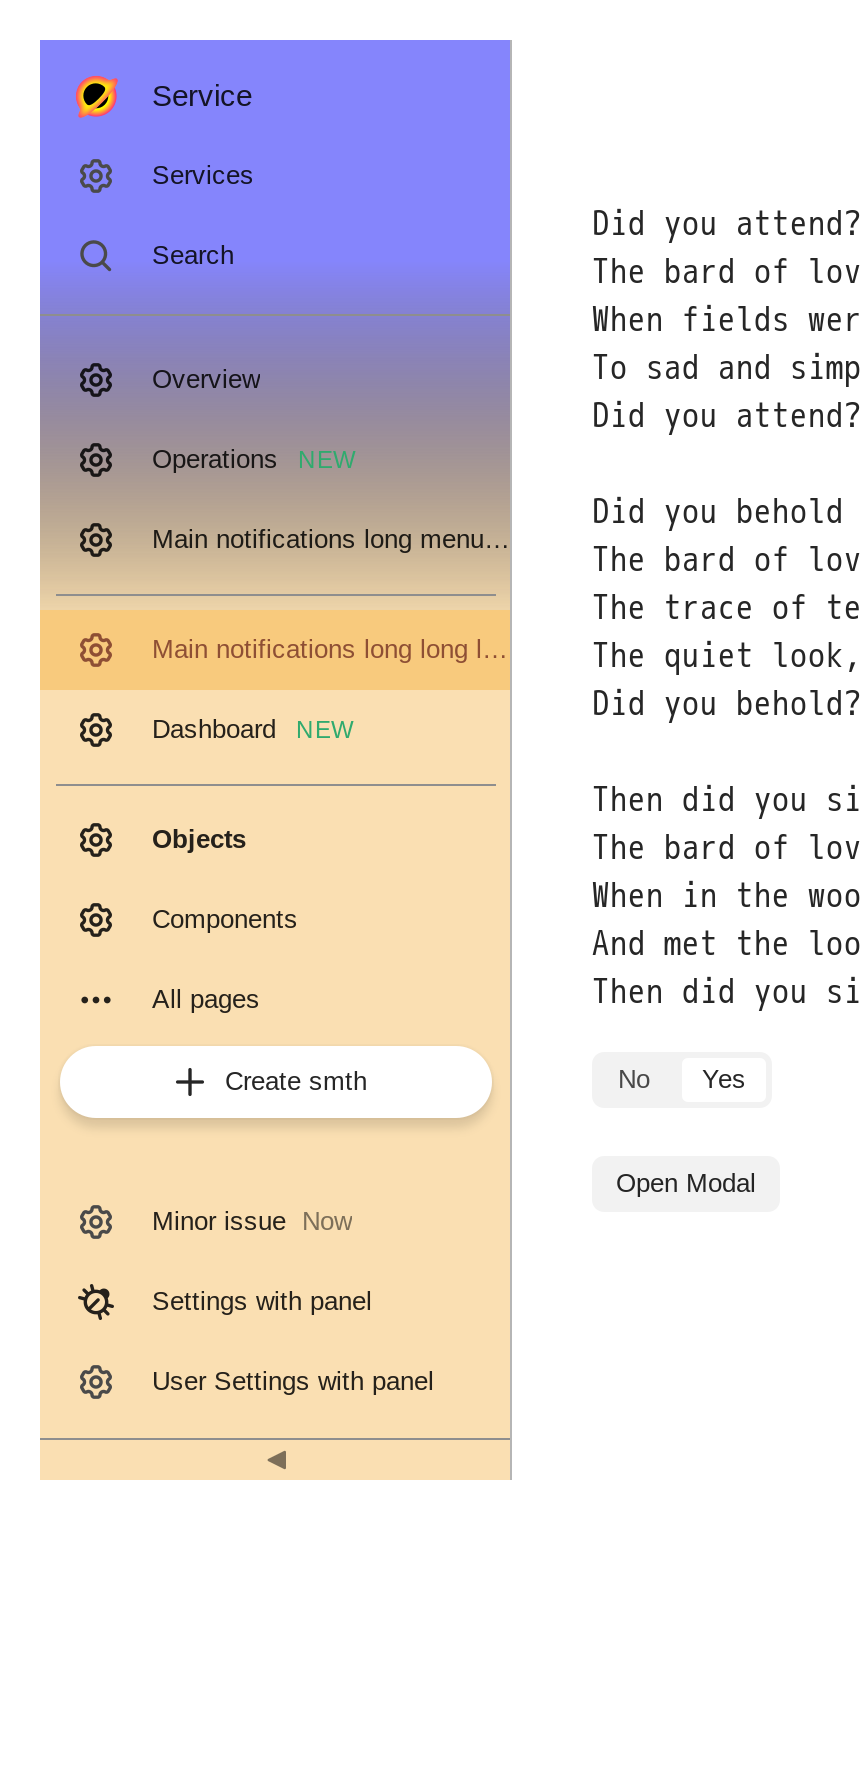 Service
Services
Search
Overview
Operations NEW
Main notifications long menu…
Main notifications long long l…
Dashboard NEW
Objects
Components
All pages
Create smth
Minor issue Now
Settings with panel
User Settings with panel
Did you attend?
The bard of lov
When fields wer
To sad and simp
Did you attend?
Did you behold
The bard of lov
The trace of te
The quiet look,
Did you behold?
Then did you si
The bard of lov
When in the woo
And met the loo
Then did you si
No Yes
Open Modal